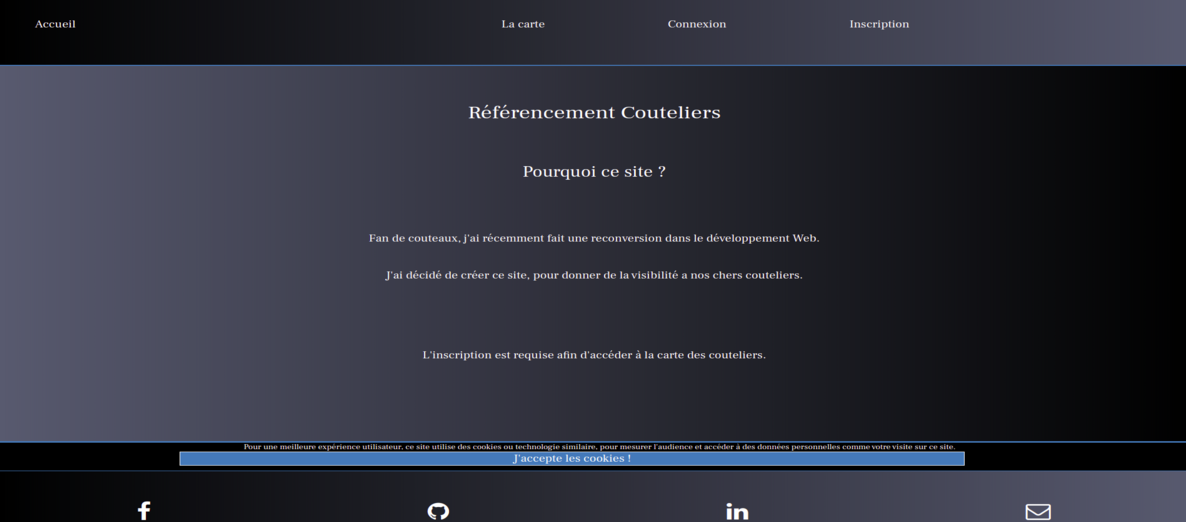 Accueil La carte Connexion Inscription
Référencement Couteliers
Pourquoi ce site ?
Fan de couteaux, j'ai récemment fait une reconversion dans le développement Web.
J'ai décidé de créer ce site, pour donner de la visibilité a nos chers couteliers.
L'inscription est requise afin d'accéder à la carte des couteliers.
Pour une meilleure expérience utilisateur, ce site utilise des cookies ou technologie similaire, pour mesurer l'audience et accéder à des données personnelles comme votre visite sur ce site.
J'accepte les cookies !